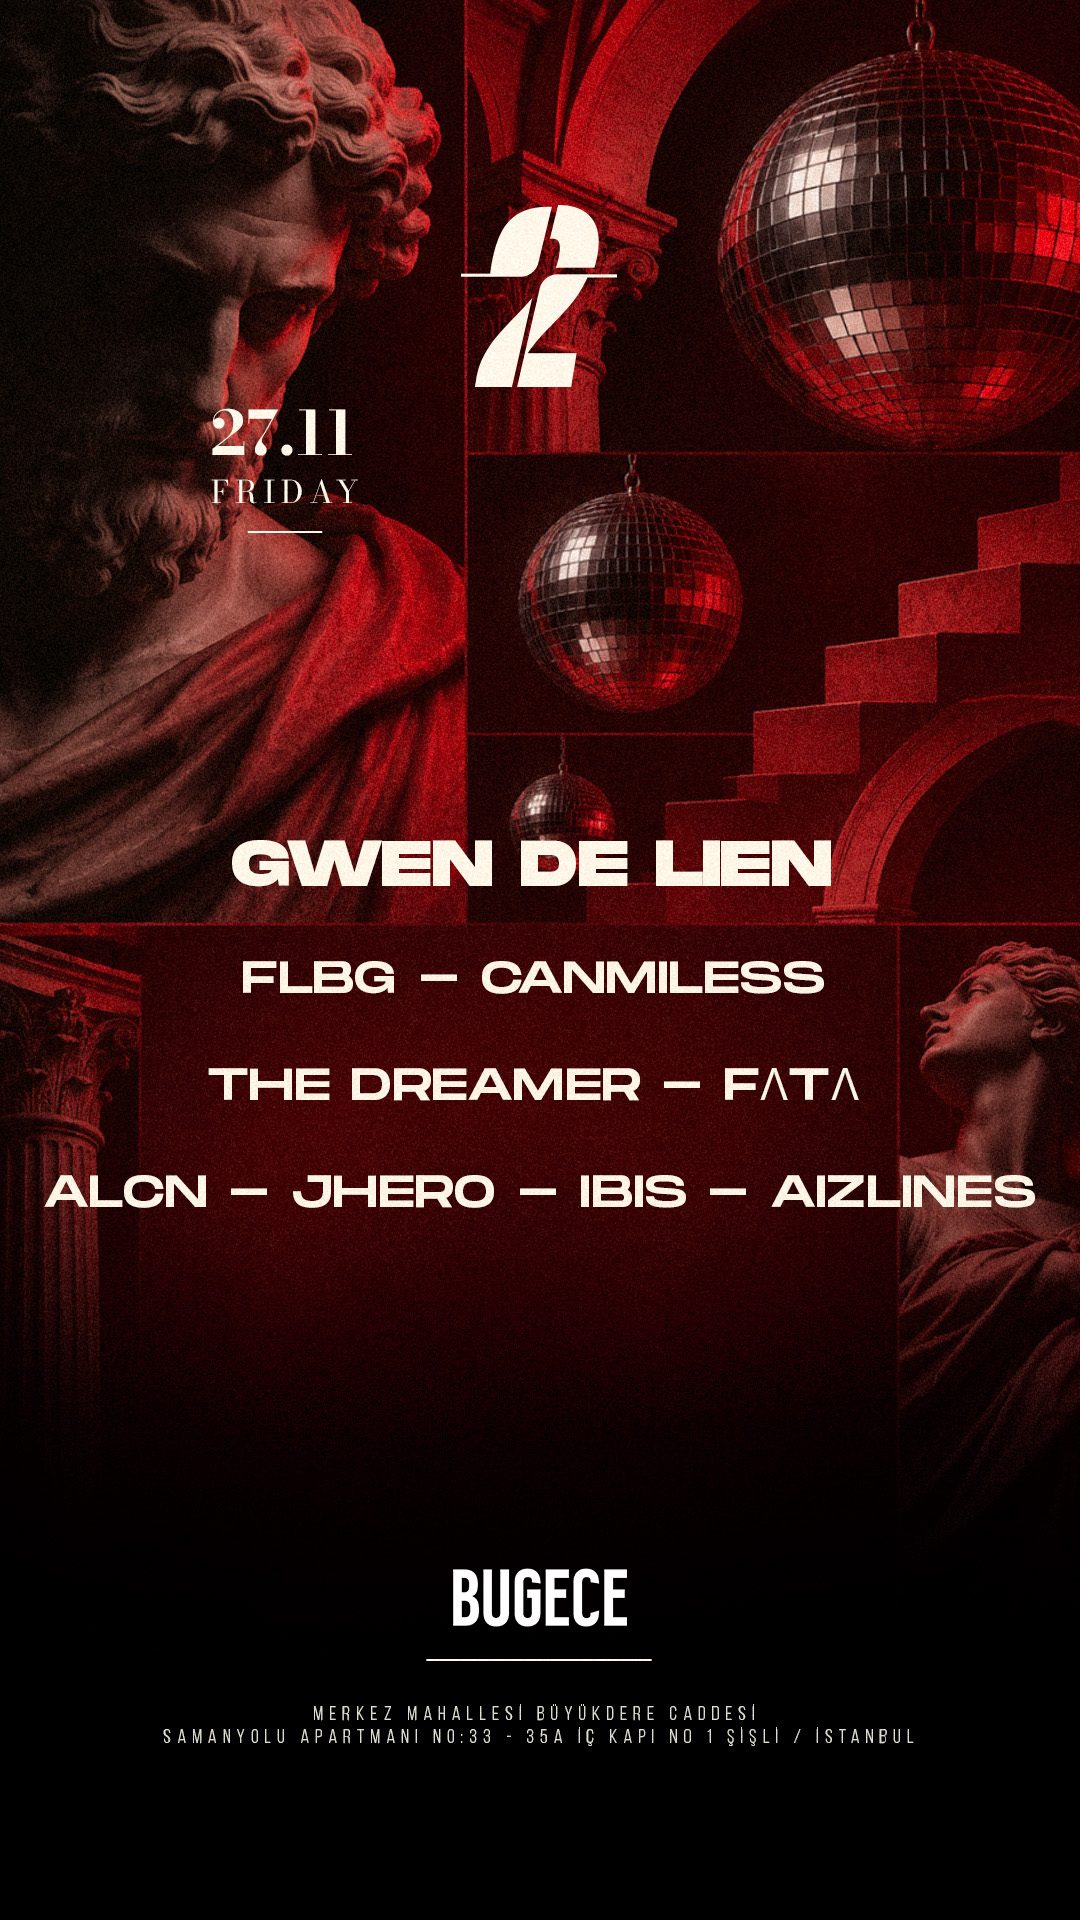 2
27.11
FRIDAY
GWEN DE LIEN
FLBG — CANMILESS
THE DREAMER — FΛTΛ
ALCN — JHERO — IBIS — AIZLINES
BUGECE
MERKEZ MAHALLESİ BÜYÜKDERE CADDESİ
SAMANYOLU APARTMANI NO:33 - 35A İÇ KAPI NO 1 ŞİŞLİ / İSTANBUL